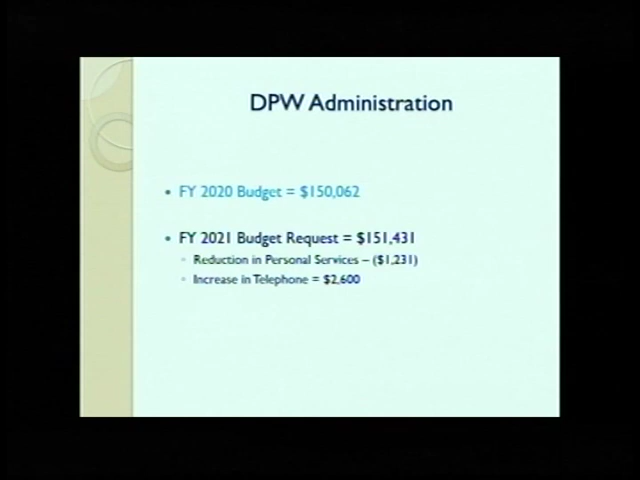 DPW Administration
• FY 2020 Budget = $150,062
• FY 2021 Budget Request = $151,431
◦ Reduction in Personal Services – ($1,231)
◦ Increase in Telephone = $2,600